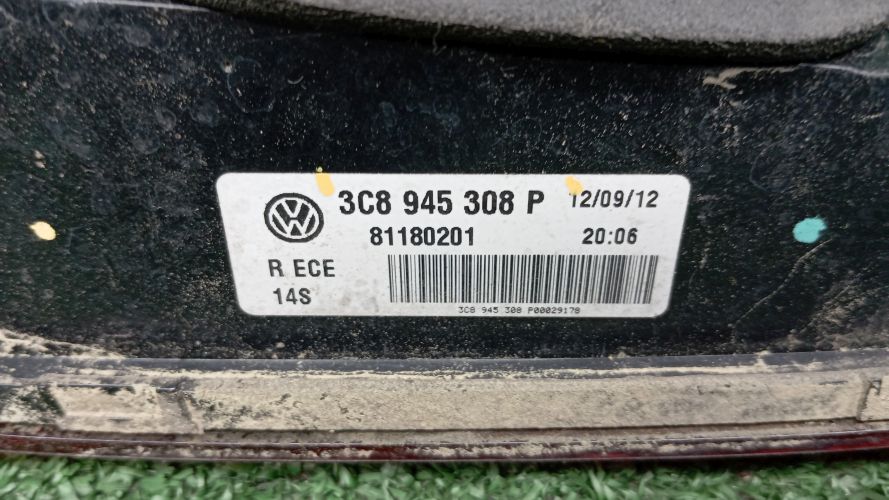 3C8 945 308 P 12/09/12
81180201 20:06
R ECE
14S
3C8 945 308 P00029178